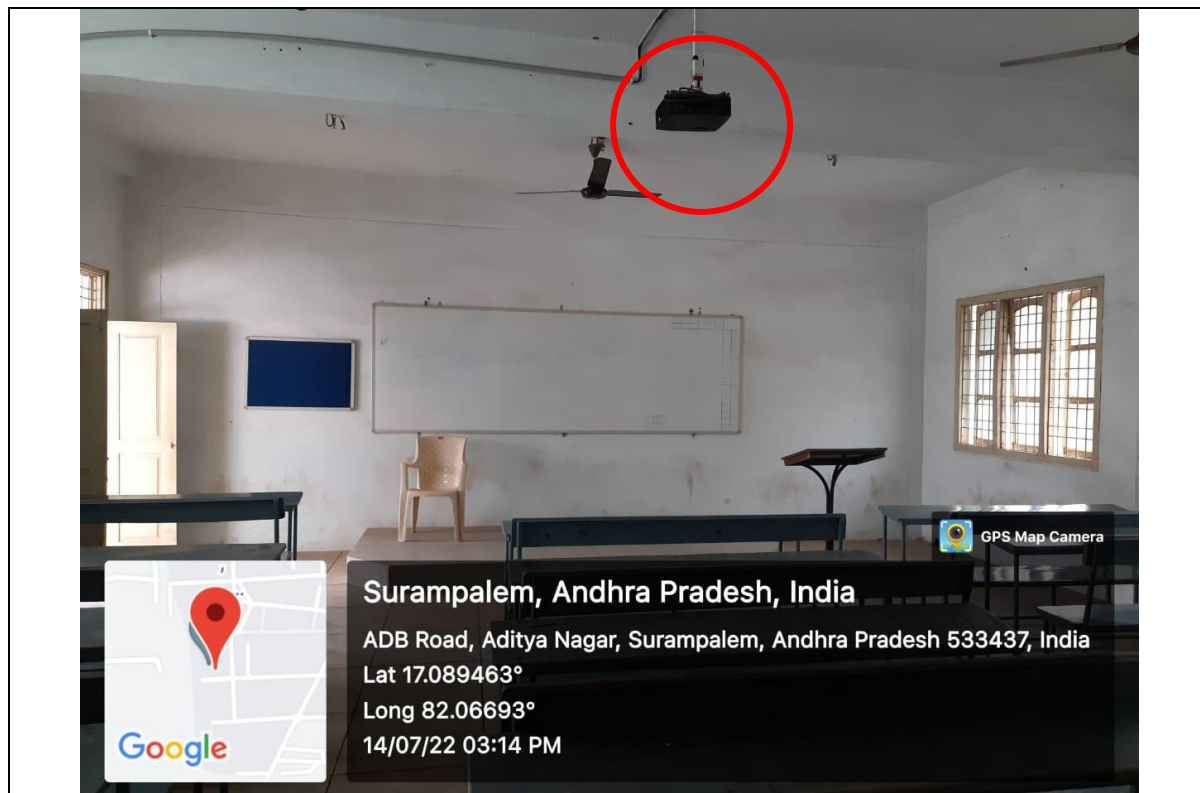 GPS Map Camera
Surampalem, Andhra Pradesh, India
ADB Road, Aditya Nagar, Surampalem, Andhra Pradesh 533437, India
Lat 17.089463°
Long 82.06693°
14/07/22 03:14 PM
Google